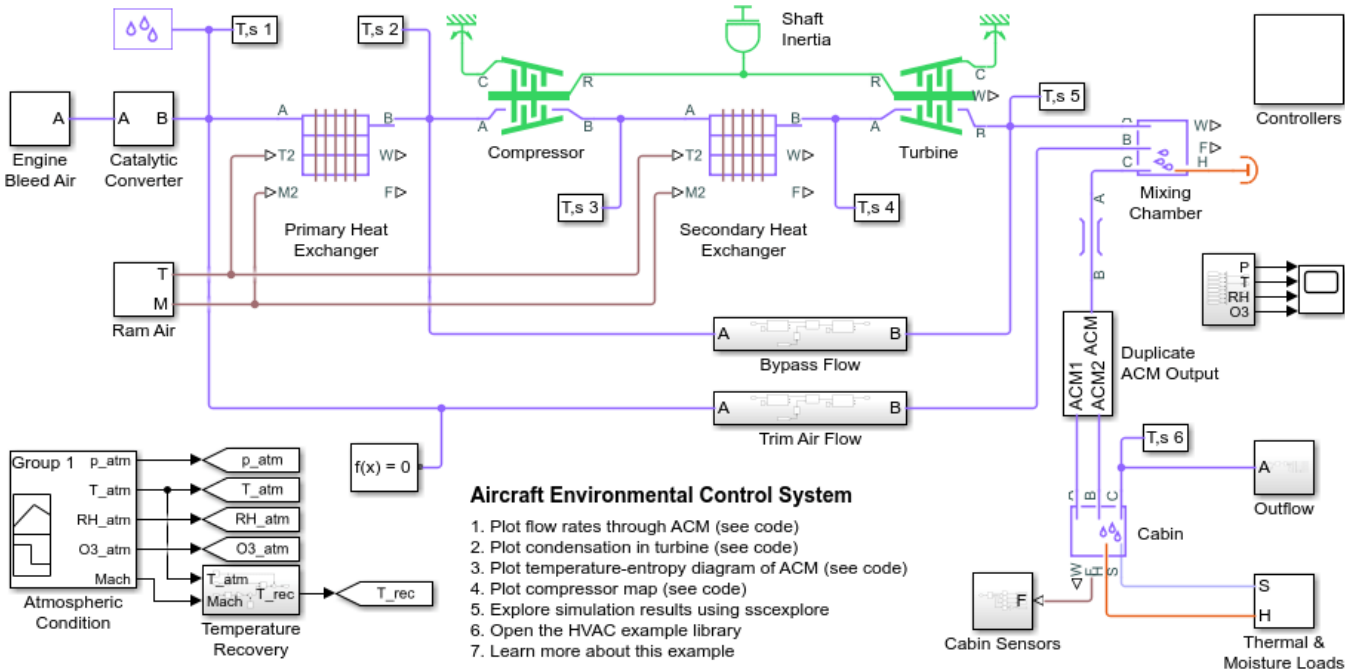 T,s 1
T,s 2
Shaft
Inertia
C
R
R
C
W
T,s 5
A
Engine
Bleed Air
A
B
Catalytic
Converter
A
B
T2
W
M2
F
Primary Heat
Exchanger
A
B
Compressor
T,s 3
A
B
T2
W
M2
F
Secondary Heat
Exchanger
T,s 4
A
B
Turbine
A
B
C
W
F
H
Mixing
Chamber
Controllers
A
B
T
M
Ram Air
P
T
RH
O3
A
B
Bypass Flow
A
B
Trim Air Flow
ACM
ACM1
ACM2
Duplicate
ACM Output
f(x) = 0
T,s 6
A
Outflow
A
B
C
Cabin
W
F
H
S
F
Cabin Sensors
S
H
Thermal &
Moisture Loads
Group 1
p_atm
T_atm
RH_atm
O3_atm
Mach
Atmospheric
Condition
p_atm
T_atm
RH_atm
O3_atm
T_atm
Mach
T_rec
Temperature
Recovery
T_rec
Aircraft Environmental Control System
1. Plot flow rates through ACM (see code)
2. Plot condensation in turbine (see code)
3. Plot temperature-entropy diagram of ACM (see code)
4. Plot compressor map (see code)
5. Explore simulation results using sscexplore
6. Open the HVAC example library
7. Learn more about this example